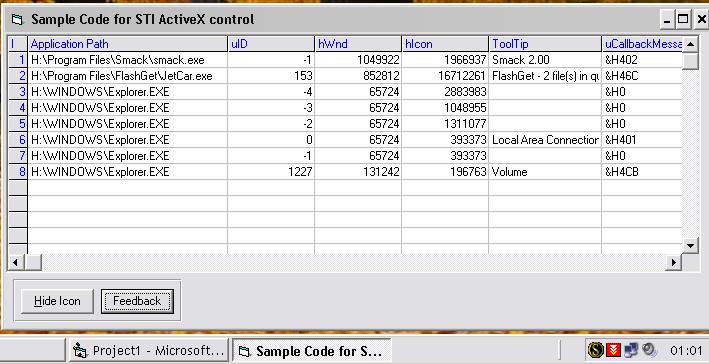 Sample Code for STI ActiveX control
I Application Path uID hWnd hIcon ToolTip uCallbackMessa
1 H:\Program Files\Smack\smack.exe -1 1049922 1966937 Smack 2.00 &H402
2 H:\Program Files\FlashGet\JetCar.exe 153 852812 16712261 FlashGet - 2 file(s) in qu &H46C
3 H:\WINDOWS\Explorer.EXE -4 65724 2883983 &H0
4 H:\WINDOWS\Explorer.EXE -3 65724 1048955 &H0
5 H:\WINDOWS\Explorer.EXE -2 65724 1311077 &H0
6 H:\WINDOWS\Explorer.EXE 0 65724 393373 Local Area Connection &H401
7 H:\WINDOWS\Explorer.EXE -1 65724 393373 &H0
8 H:\WINDOWS\Explorer.EXE 1227 131242 196763 Volume &H4CB
Hide Icon Feedback
Project1 - Microsoft... Sample Code for S... 01:01